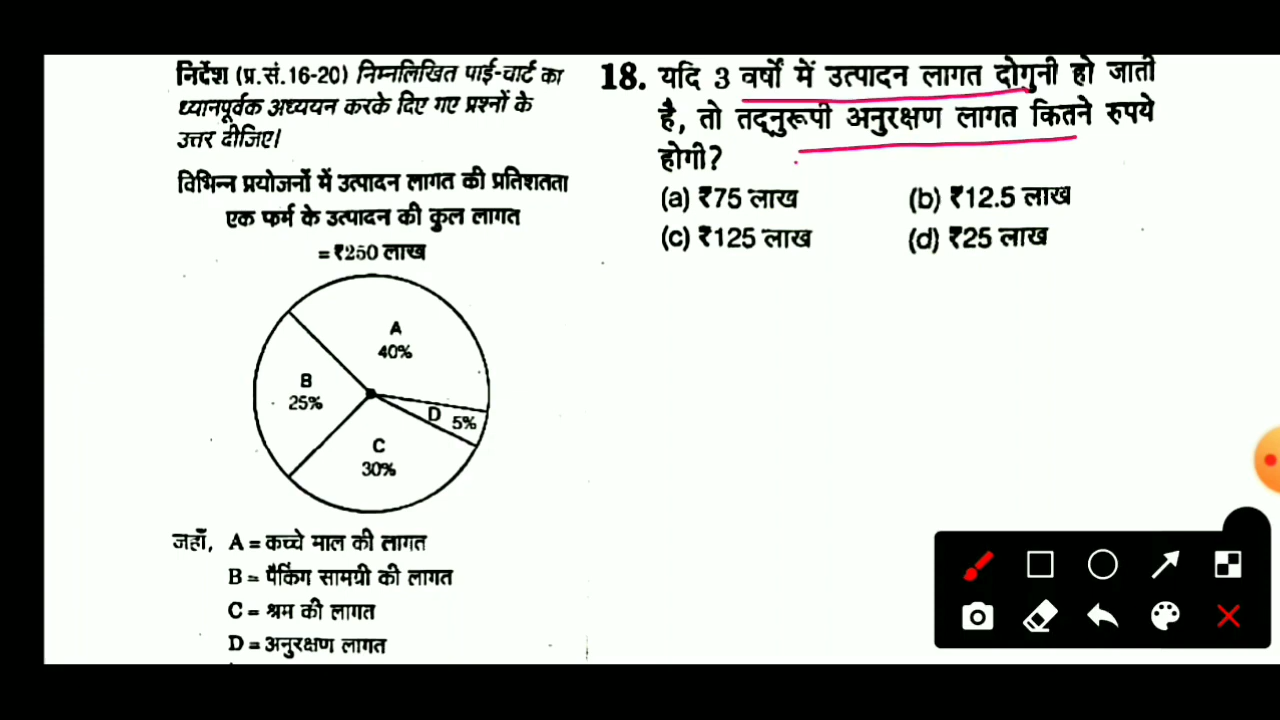 निर्देश (प्र.सं. 16-20) निम्नलिखित पाई-चार्ट का
ध्यानपूर्वक अध्ययन करके दिए गए प्रश्नों के
उत्तर दीजिए।
विभिन्न प्रयोजनों में उत्पादन लागत की प्रतिशतता
एक फर्म के उत्पादन की कुल लागत
= ₹250 लाख
A
40%
B
25%
D 5%
C
30%
जहाँ, A = कच्चे माल की लागत
B = पैकिंग सामग्री की लागत
C = श्रम की लागत
D = अनुरक्षण लागत
18. यदि 3 वर्षों में उत्पादन लागत दोगुनी हो जाती
है, तो तद्नुरूपी अनुरक्षण लागत कितने रुपये
होगी?
(a) ₹75 लाख (b) ₹12.5 लाख
(c) ₹125 लाख (d) ₹25 लाख